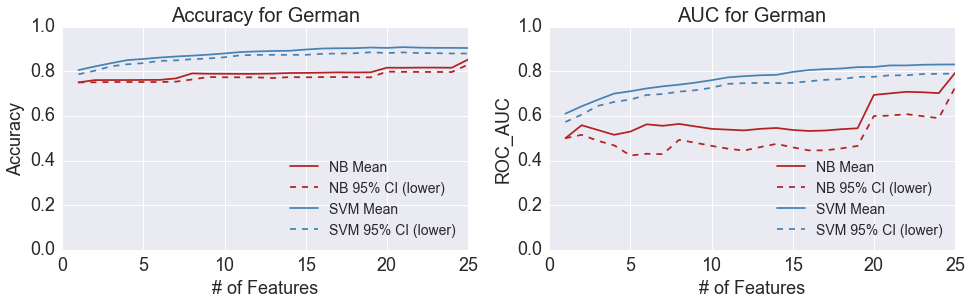 Accuracy for German
1.0
0.8
0.6
0.4
0.2
0.0
Accuracy
NB Mean
NB 95% CI (lower)
SVM Mean
SVM 95% CI (lower)
0 5 10 15 20 25
# of Features
AUC for German
1.0
0.8
0.6
0.4
0.2
0.0
ROC_AUC
NB Mean
NB 95% CI (lower)
SVM Mean
SVM 95% CI (lower)
0 5 10 15 20 25
# of Features